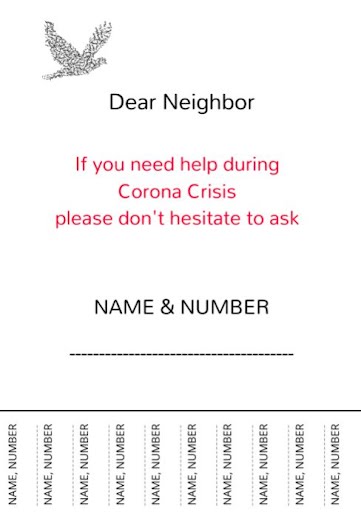 Dear Neighbor
If you need help during
Corona Crisis
please don't hesitate to ask
NAME & NUMBER
--------------------------------------
NAME, NUMBER
NAME, NUMBER
NAME, NUMBER
NAME, NUMBER
NAME, NUMBER
NAME, NUMBER
NAME, NUMBER
NAME, NUMBER
NAME, NUMBER
NAME, NUMBER